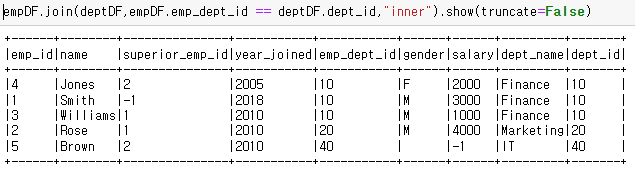 empDF.join(deptDF,empDF.emp_dept_id == deptDF.dept_id,"inner").show(truncate=False)
+------+--------+---------------+-----------+-----------+------+------+---------+-------+
|emp_id|name    |superior_emp_id|year_joined|emp_dept_id|gender|salary|dept_name|dept_id|
+------+--------+---------------+-----------+-----------+------+------+---------+-------+
|4     |Jones   |2              |2005       |10         |F     |2000  |Finance  |10     |
|1     |Smith   |-1             |2018       |10         |M     |3000  |Finance  |10     |
|3     |Williams|1              |2010       |10         |M     |1000  |Finance  |10     |
|2     |Rose    |1              |2010       |20         |M     |4000  |Marketing|20     |
|5     |Brown   |2              |2010       |40         |      |-1    |IT       |40     |
+------+--------+---------------+-----------+-----------+------+------+---------+-------+